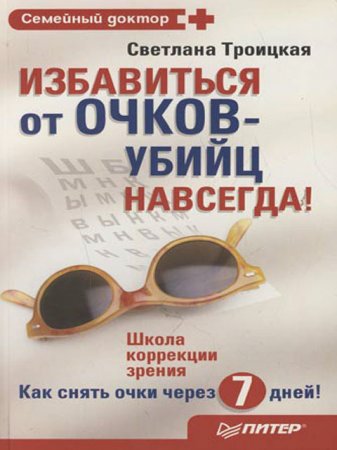 Семейный доктор
Светлана Троицкая
ИЗБАВИТЬСЯ
от ОЧКОВ-
УБИЙЦ
НАВСЕГДА!
Ш Б
М Н К
Ы М Н
Школа
коррекции
зрения
Как снять очки через 7 дней!
ПИТЕР®